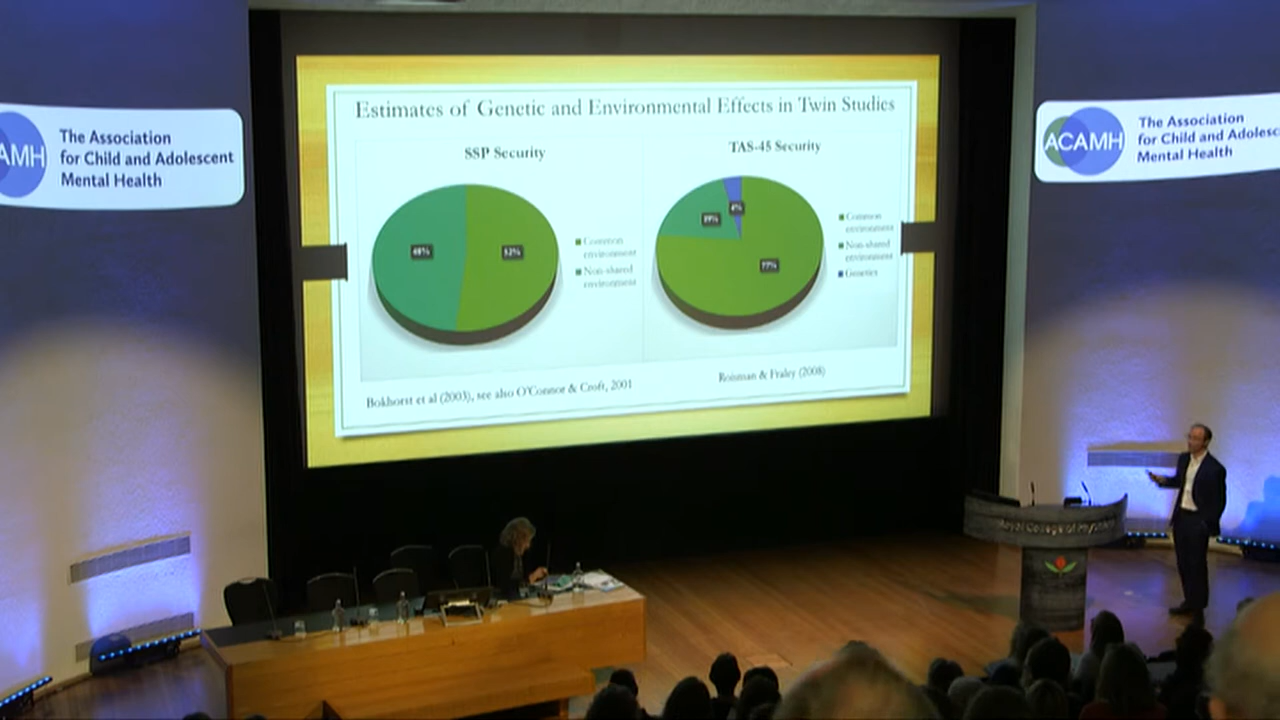 AMH
The Association
for Child and Adolescent
Mental Health
Estimates of Genetic and Environmental Effects in Twin Studies
SSP Security
48%
52%
Common
environment
Non-shared
environment
Bokhorst et al (2003), see also O'Connor & Croft, 2001
TAS-45 Security
19%
4%
77%
Common
environment
Non-shared
environment
Genetics
Roisman & Fraley (2008)
ACAMH
The Association
for Child and Adolesc
Mental Health
Royal College of Physici